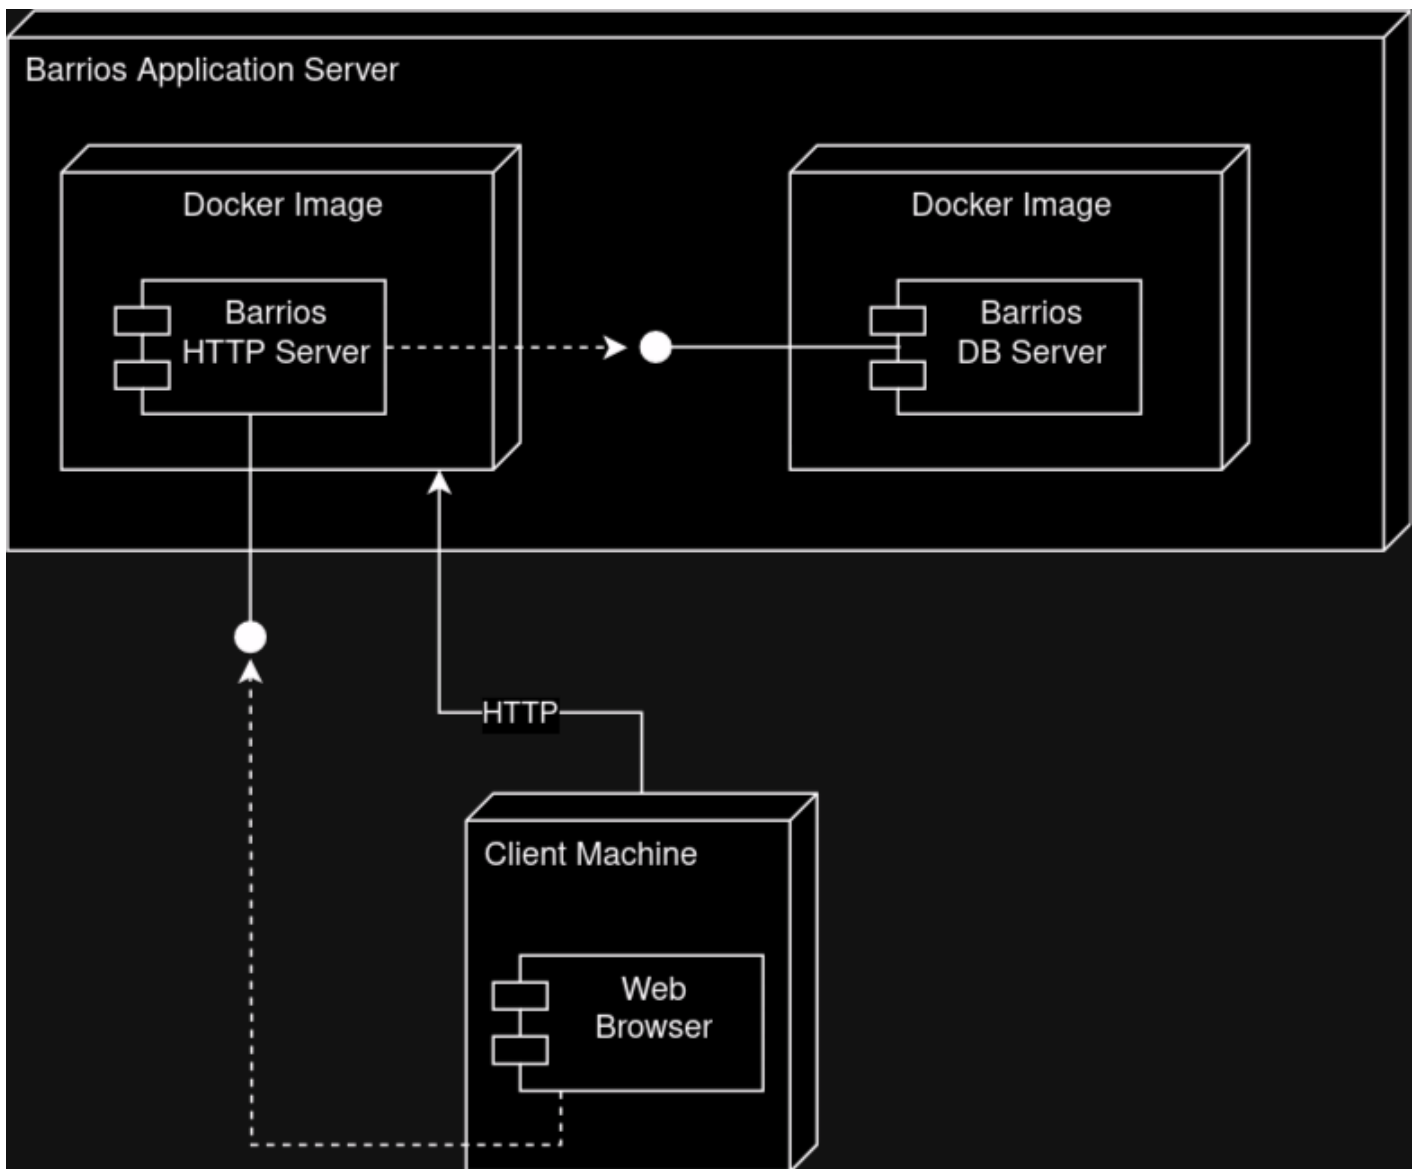 Barrios Application Server
Docker Image
Barrios
HTTP Server
Docker Image
Barrios
DB Server
HTTP
Client Machine
Web
Browser